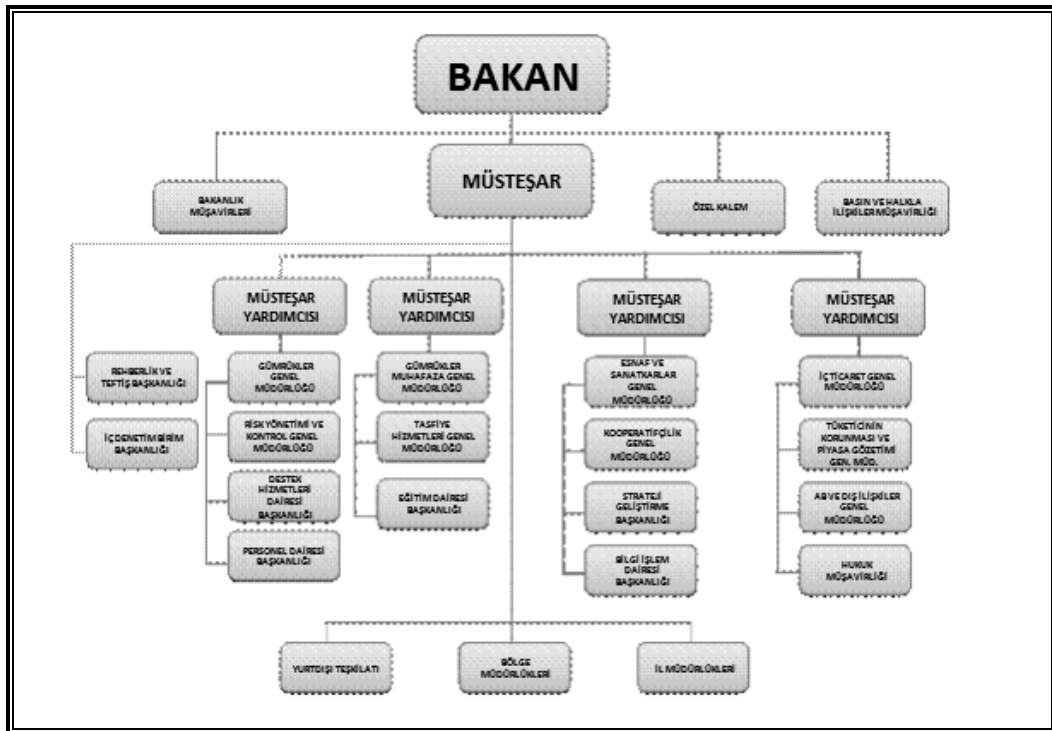 BAKAN
MÜSTEŞAR
BAKANLIK
MÜŞAVİRLERİ
ÖZEL KALEM
BASIN VE HALKLA
İLİŞKİLER MÜŞAVİRLİĞİ
MÜSTEŞAR
YARDIMCISI
MÜSTEŞAR
YARDIMCISI
MÜSTEŞAR
YARDIMCISI
MÜSTEŞAR
YARDIMCISI
REHBERLİK VE
TEFTİŞ BAŞKANLIĞI
İÇ DENETİM BİRİM
BAŞKANLIĞI
GÜMRÜKLER
GENEL
MÜDÜRLÜĞÜ
RİSK YÖNETİMİ VE
KONTROL GENEL
MÜDÜRLÜĞÜ
DESTEK
HİZMETLERİ
DAİRESİ
BAŞKANLIĞI
PERSONEL DAİRESİ
BAŞKANLIĞI
GÜMRÜKLER
MUHAFAZA GENEL
MÜDÜRLÜĞÜ
TASFİYE
HİZMETLERİ GENEL
MÜDÜRLÜĞÜ
EĞİTİM DAİRESİ
BAŞKANLIĞI
ESNAF VE
SANATKARLAR
GENEL
MÜDÜRLÜĞÜ
KOOPERATİFÇİLİK
GENEL
MÜDÜRLÜĞÜ
STRATEJİ
GELİŞTİRME
BAŞKANLIĞI
BİLGİ İŞLEM
DAİRESİ
BAŞKANLIĞI
İÇ TİCARET GENEL
MÜDÜRLÜĞÜ
TÜKETİCİNİN
KORUNMASI VE
PİYASA GÖZETİMİ
GEN. MÜD.
AB VE DIŞ İLİŞKİLER
GENEL
MÜDÜRLÜĞÜ
HUKUK
MÜŞAVİRLİĞİ
YURTDIŞI TEŞKİLATI
BÖLGE
MÜDÜRLÜKLERİ
İL MÜDÜRLÜKLERİ